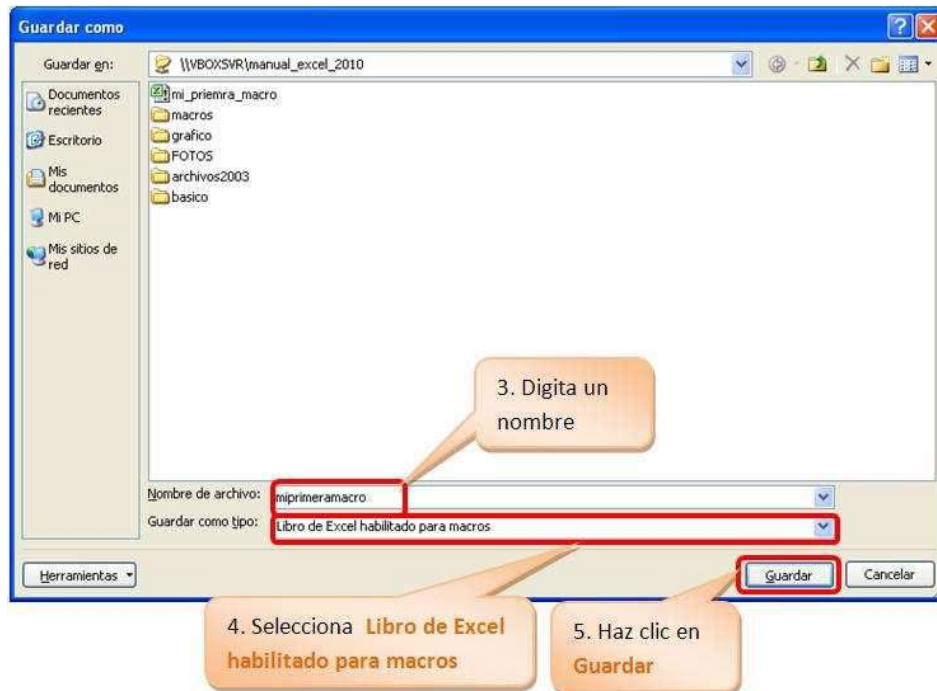 Guardar como
Guardar en:
\\VBOXSVR\manual_excel_2010
Documentos
recientes
Escritorio
Mis
documentos
Mi PC
Mis sitios de
red
mi_priemra_macro
macros
grafico
FOTOS
archivos2003
basico
3. Digita un
nombre
Nombre de archivo:
miprimeramacro
Guardar como tipo:
Libro de Excel habilitado para macros
Herramientas
Guardar
Cancelar
4. Selecciona Libro de Excel
habilitado para macros
5. Haz clic en
Guardar